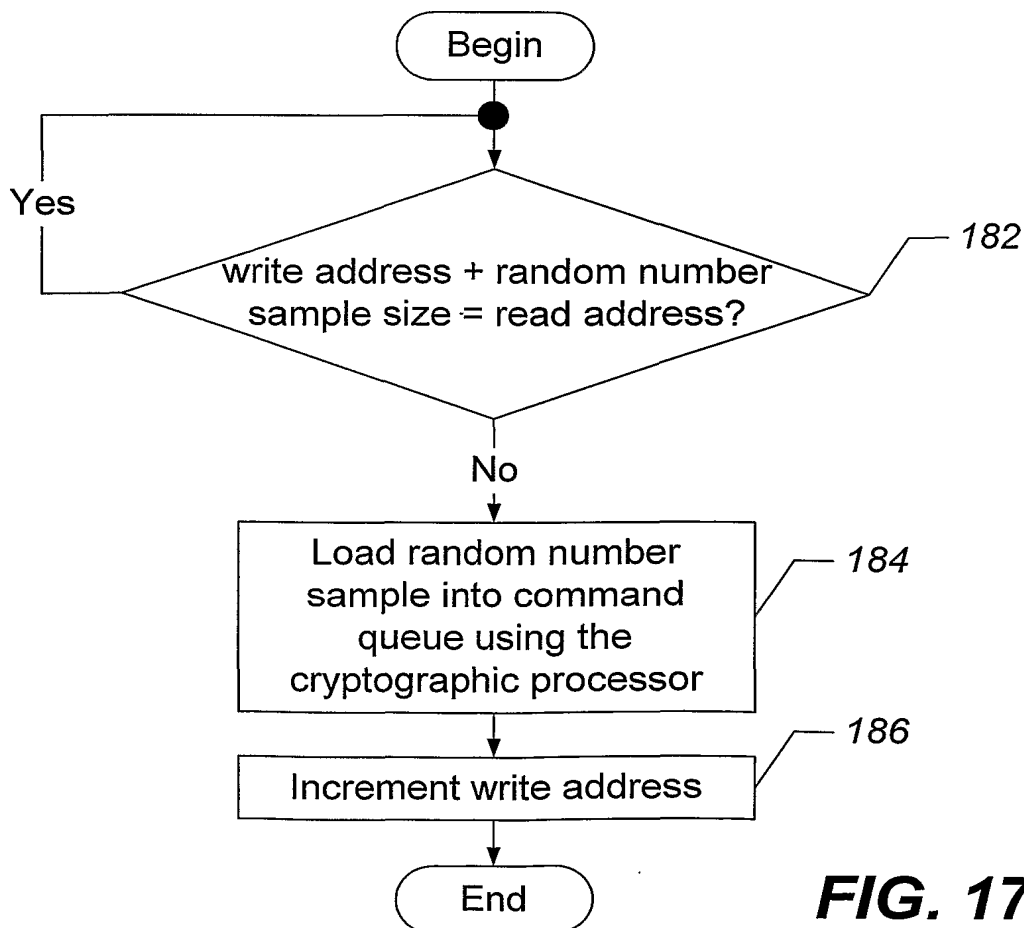 Begin
Yes
182
write address + random number
sample size = read address?
No
Load random number
sample into command
queue using the
cryptographic processor
184
186
Increment write address
End
FIG. 17